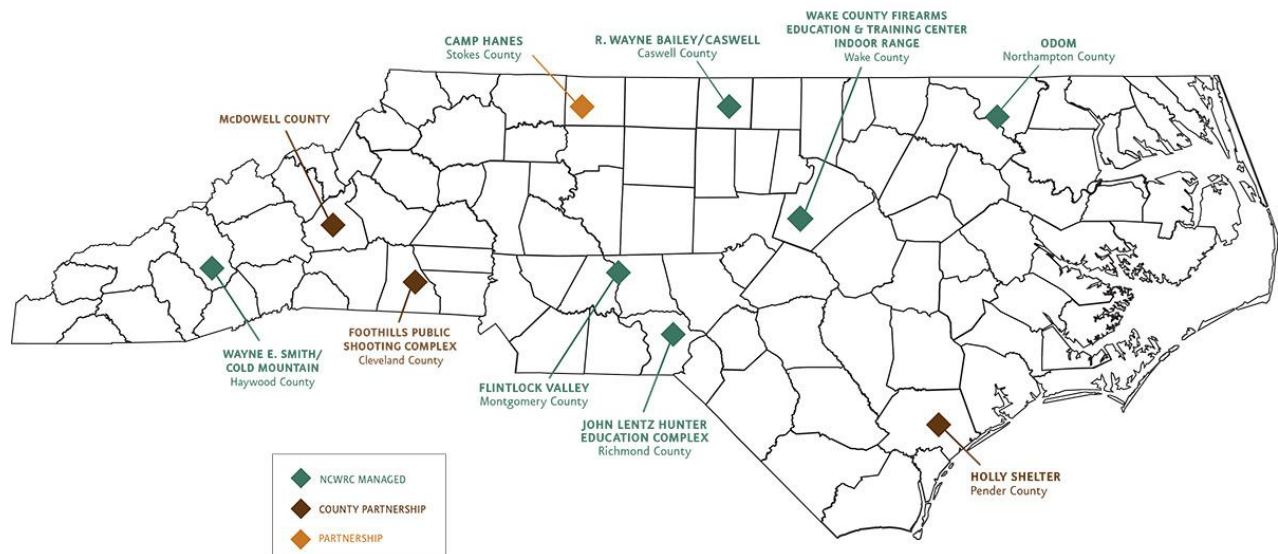 WAKE COUNTY FIREARMS
EDUCATION & TRAINING CENTER
INDOOR RANGE
Wake County
CAMP HANES
Stokes County
R. WAYNE BAILEY/CASWELL
Caswell County
ODOM
Northampton County
McDOWELL COUNTY
FOOTHILLS PUBLIC
SHOOTING COMPLEX
Cleveland County
WAYNE E. SMITH/
COLD MOUNTAIN
Haywood County
FLINTLOCK VALLEY
Montgomery County
JOHN LENTZ HUNTER
EDUCATION COMPLEX
Richmond County
HOLLY SHELTER
Pender County
NCWRC MANAGED
COUNTY PARTNERSHIP
PARTNERSHIP